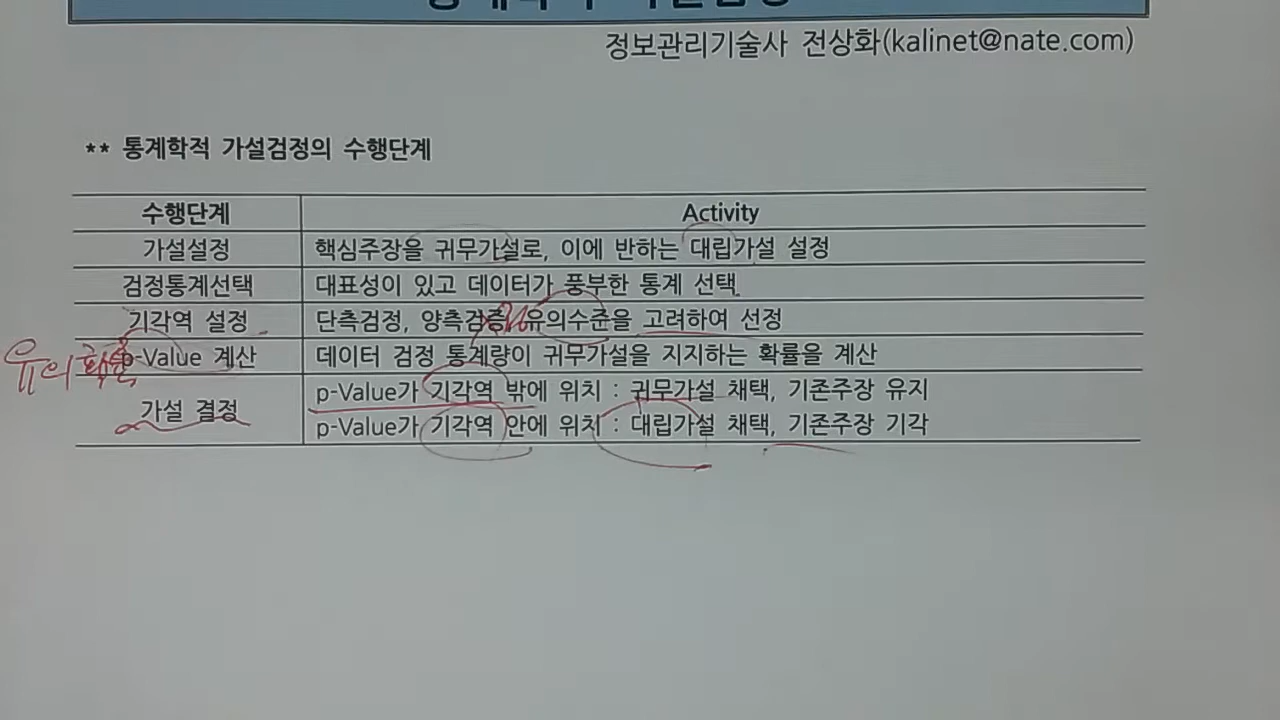 정보관리기술사 전상화(kalinet@nate.com)
** 통계학적 가설검정의 수행단계
수행단계 Activity
가설설정 핵심주장을 귀무가설로, 이에 반하는 대립가설 설정
검정통계선택 대표성이 있고 데이터가 풍부한 통계 선택
기각역 설정 단측검정, 양측검증, 유의수준을 고려하여 선정
p-Value 계산 데이터 검정 통계량이 귀무가설을 지지하는 확률을 계산
유의확률
가설 결정 p-Value가 기각역 밖에 위치 : 귀무가설 채택, 기존주장 유지
p-Value가 기각역 안에 위치 : 대립가설 채택, 기존주장 기각